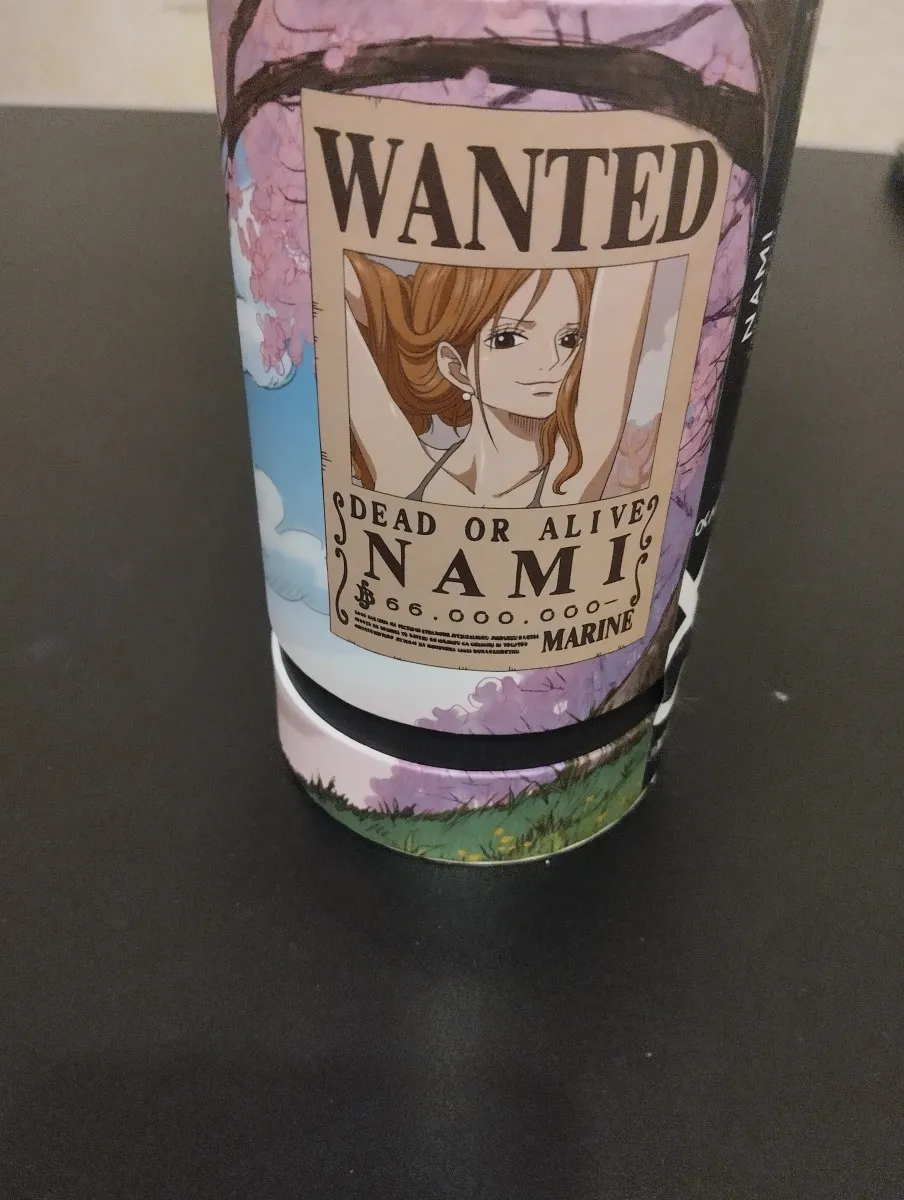 WANTED
DEAD OR ALIVE
NAMI
66.000.000-
MARINE
NAMI